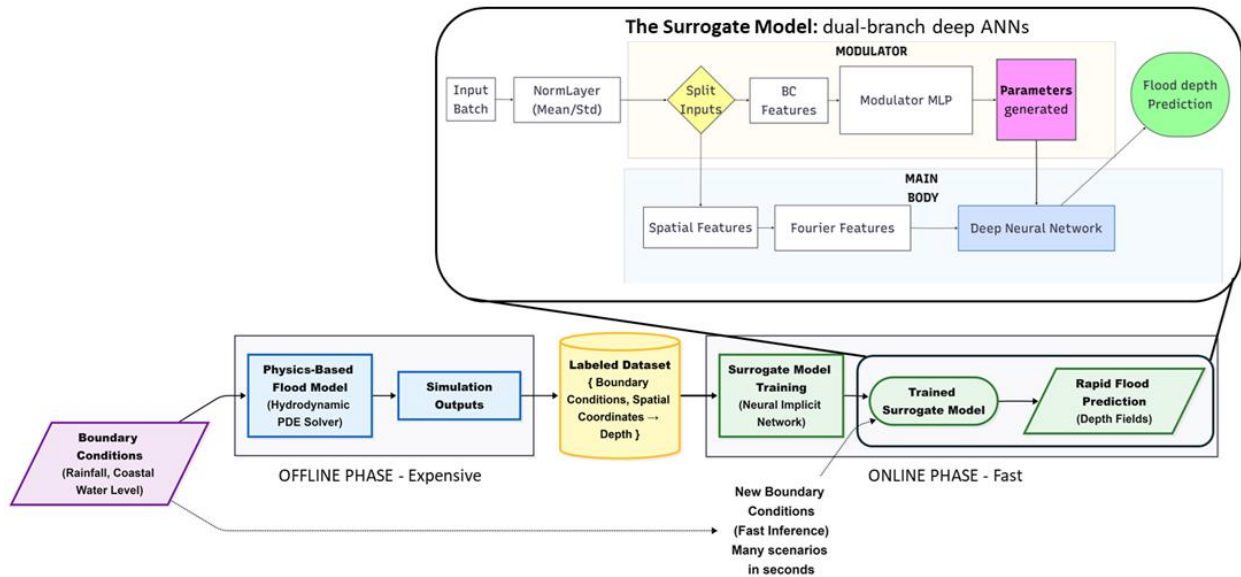 The Surrogate Model: dual-branch deep ANNs
MODULATOR
Input
Batch
NormLayer
(Mean/Std)
Split
Inputs
BC
Features
Modulator MLP
Parameters
generated
Flood depth
Prediction
MAIN
BODY
Spatial Features
Fourier Features
Deep Neural Network
Boundary
Conditions
(Rainfall, Coastal
Water Level)
Physics-Based
Flood Model
(Hydrodynamic
PDE Solver)
Simulation
Outputs
OFFLINE PHASE - Expensive
Labeled Dataset
{ Boundary
Conditions, Spatial
Coordinates →
Depth }
Surrogate Model
Training
(Neural Implicit
Network)
Trained
Surrogate Model
Rapid Flood
Prediction
(Depth Fields)
ONLINE PHASE - Fast
New Boundary
Conditions
(Fast Inference)
Many scenarios
in seconds